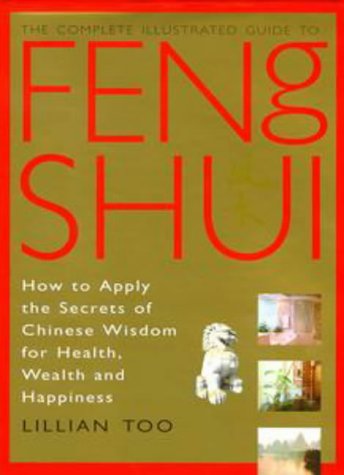 THE COMPLETE ILLUSTRATED GUIDE TO
FENg
SHUI
How to Apply
the Secrets of
Chinese Wisdom
for Health,
Wealth and
Happiness
LILLIAN TOO